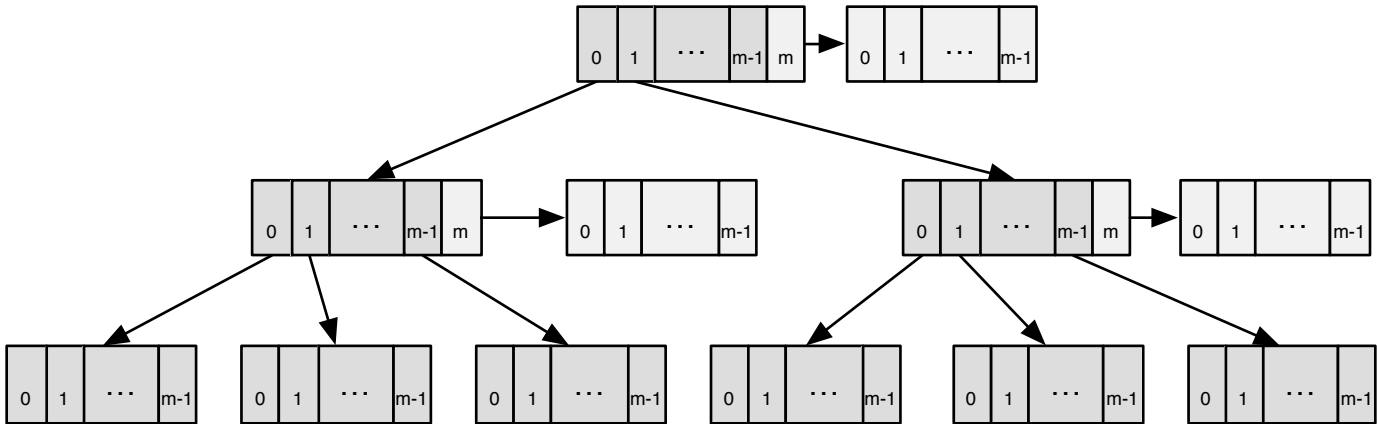 0 1 ... m-1 m 0 1 ... m-1
0 1 ... m-1 m 0 1 ... m-1 0 1 ... m-1 m 0 1 ... m-1
0 1 ... m-1 0 1 ... m-1 0 1 ... m-1 0 1 ... m-1 0 1 ... m-1 0 1 ... m-1